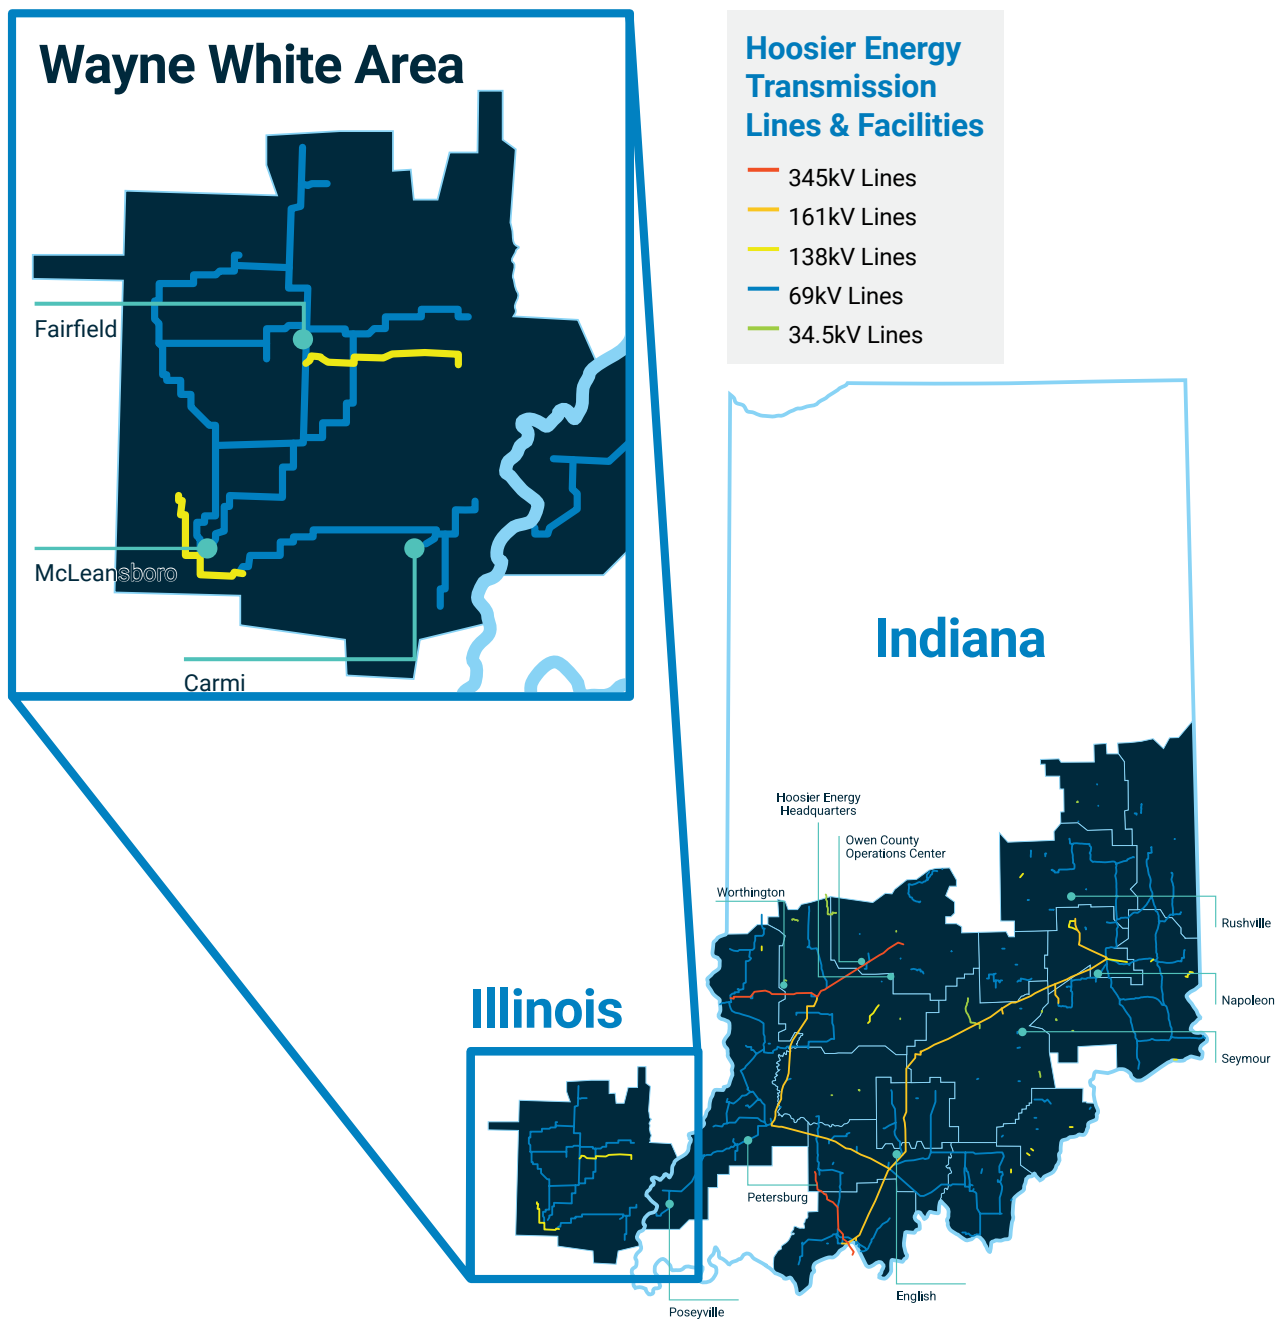 Wayne White Area
Fairfield
McLeansboro
Carmi
Hoosier Energy
Transmission
Lines & Facilities
345kV Lines
161kV Lines
138kV Lines
69kV Lines
34.5kV Lines
Indiana
Hoosier Energy
Headquarters
Owen County
Operations Center
Worthington
Rushville
Napoleon
Seymour
Illinois
Petersburg
English
Poseyville